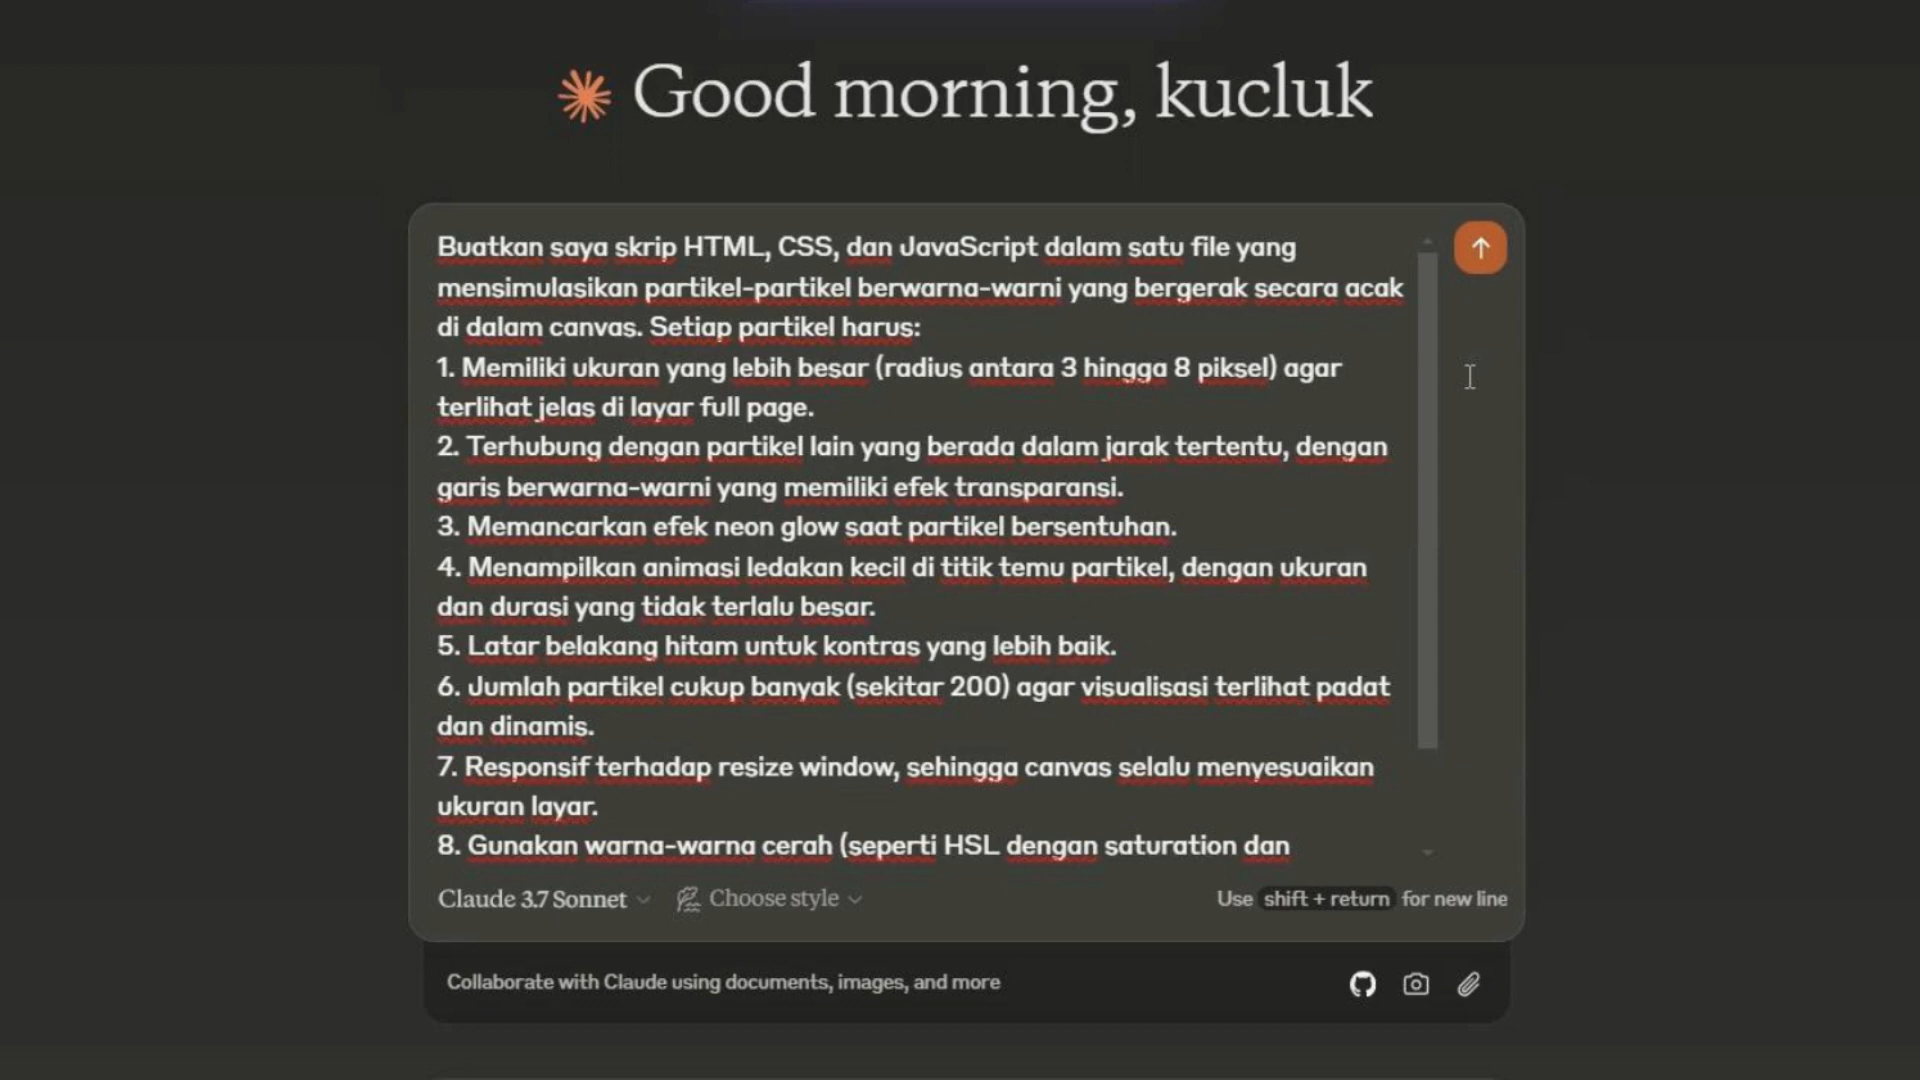 Good morning, kucluk
Buatkan saya skrip HTML, CSS, dan JavaScript dalam satu file yang
mensimulasikan partikel-partikel berwarna-warni yang bergerak secara acak
di dalam canvas. Setiap partikel harus:
1. Memiliki ukuran yang lebih besar (radius antara 3 hingga 8 piksel) agar
terlihat jelas di layar full page.
2. Terhubung dengan partikel lain yang berada dalam jarak tertentu, dengan
garis berwarna-warni yang memiliki efek transparansi.
3. Memancarkan efek neon glow saat partikel bersentuhan.
4. Menampilkan animasi ledakan kecil di titik temu partikel, dengan ukuran
dan durasi yang tidak terlalu besar.
5. Latar belakang hitam untuk kontras yang lebih baik.
6. Jumlah partikel cukup banyak (sekitar 200) agar visualisasi terlihat padat
dan dinamis.
7. Responsif terhadap resize window, sehingga canvas selalu menyesuaikan
ukuran layar.
8. Gunakan warna-warna cerah (seperti HSL dengan saturation dan
Claude 3.7 Sonnet Choose style Use shift + return for new line
Collaborate with Claude using documents, images, and more